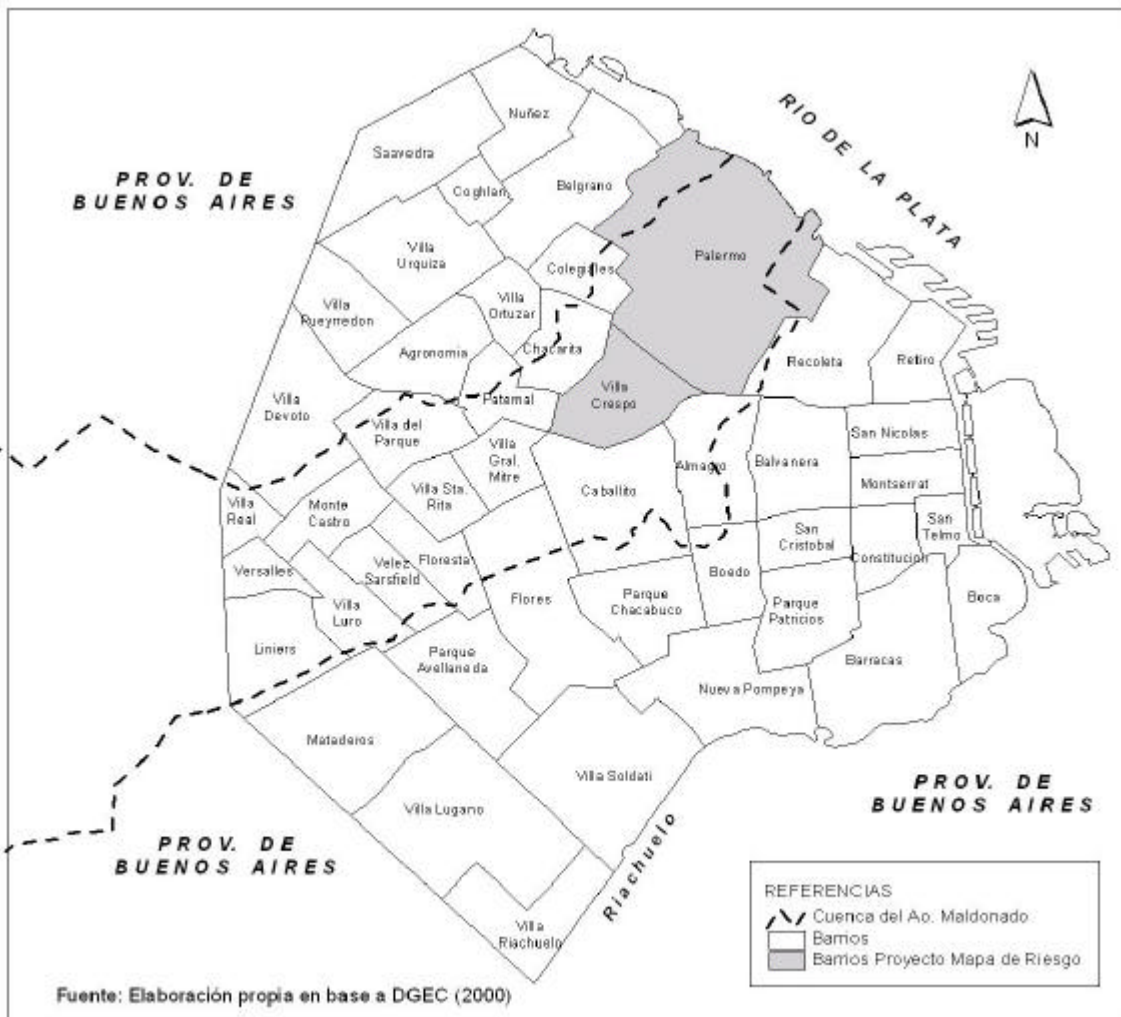 Nuñez
Saavedra
RIO DE LA PLATA
N
PROV. DE
BUENOS AIRES
Coghlan
Belgrano
Villa
Urquiza
Palermo
Colegiales
Villa
Ortuzar
Villa
Pueyrredon
Chacarita
Agronomia
Recoleta
Retiro
Villa
Devoto
Paternal
Villa
Crespo
Villa del
Parque
San Nicolas
Villa
Gral.
Mitre
Almagro
Balvanera
Caballito
Montserrat
Villa Sta.
Rita
Villa
Real
Monte
Castro
San
Telmo
San
Cristobal
Constitucion
Versalles
Velez
Sarsfield
Floresta
Boedo
Flores
Parque
Chacabuco
Parque
Patricios
Boca
Villa
Luro
Liniers
Parque
Avellaneda
Barracas
Nueva Pompeya
Mataderos
Villa Soldati
PROV. DE
BUENOS AIRES
Villa Lugano
PROV. DE
BUENOS AIRES
Riachuelo
Villa
Riachuelo
REFERENCIAS
Cuenca del Ao. Maldonado
Barrios
Barrios Proyecto Mapa de Riesgo
Fuente: Elaboración propia en base a DGEC (2000)